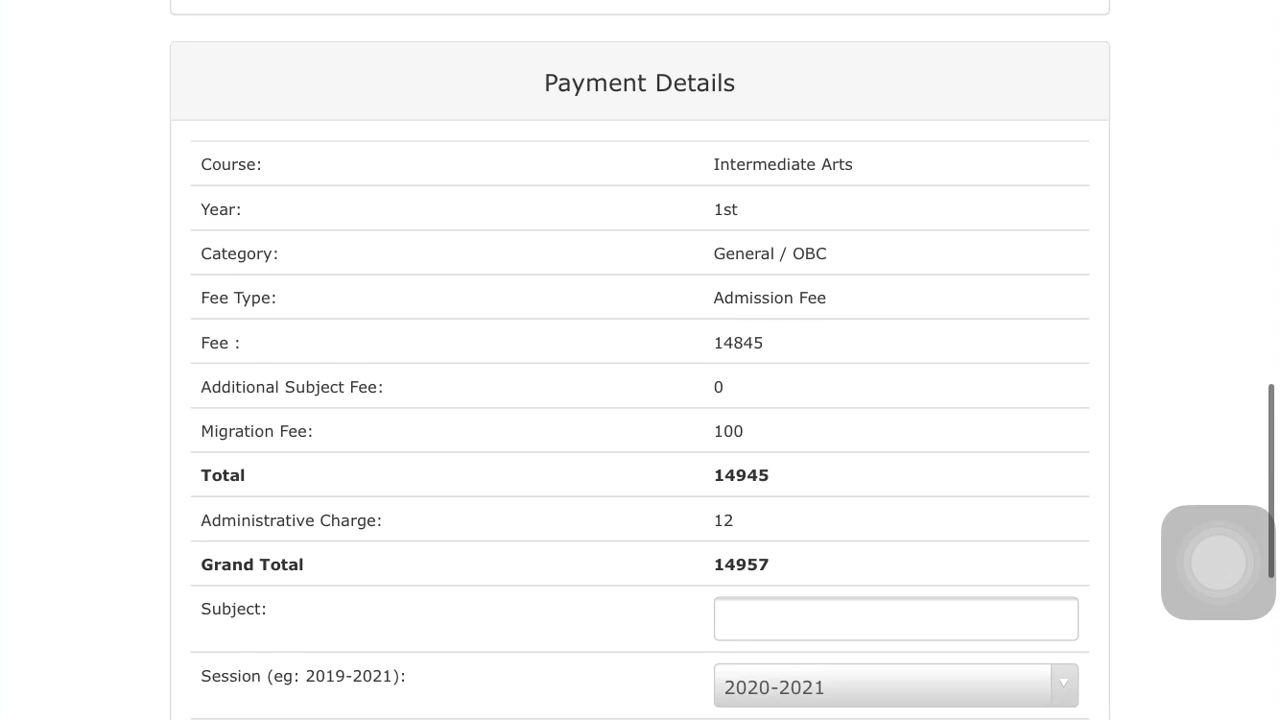 Payment Details
Course: Intermediate Arts
Year: 1st
Category: General / OBC
Fee Type: Admission Fee
Fee : 14845
Additional Subject Fee: 0
Migration Fee: 100
Total 14945
Administrative Charge: 12
Grand Total 14957
Subject:
Session (eg: 2019-2021): 2020-2021